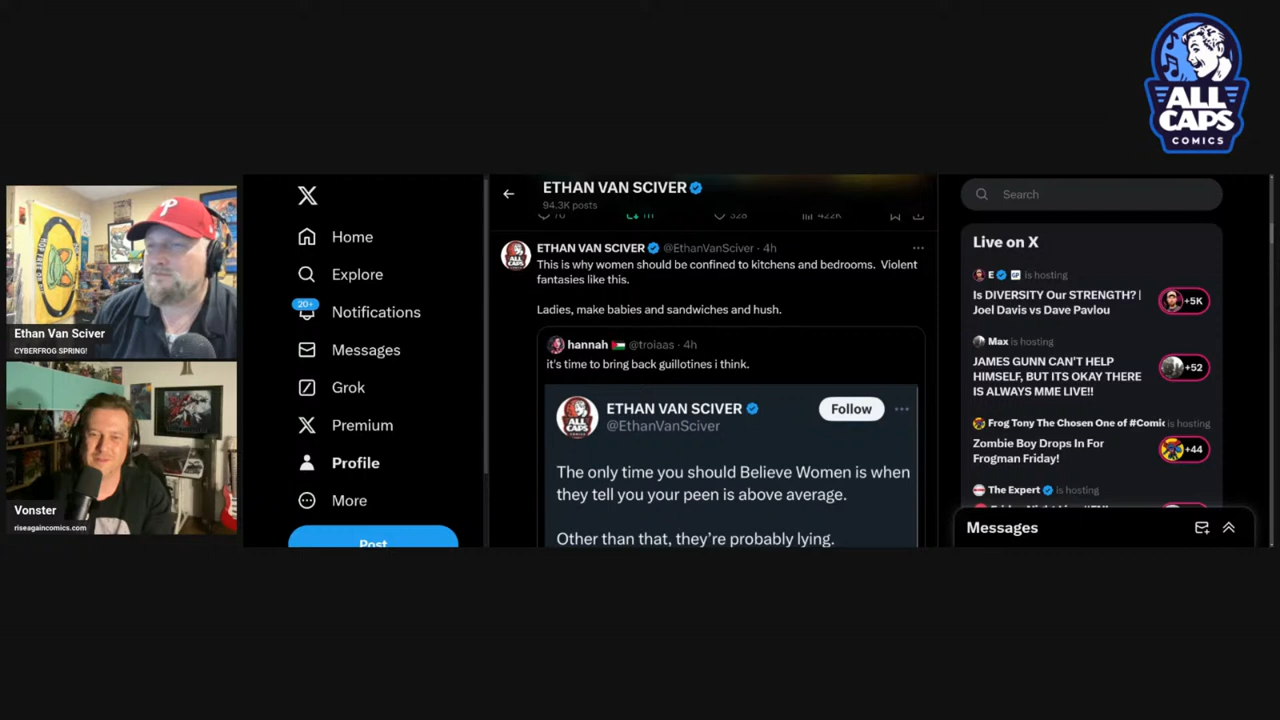 ALL
CAPS
COMICS
Ethan Van Sciver
CYBERFROG SPRING!
Vonster
riseagaincomics.com
Home
Explore
20+
Notifications
Messages
Grok
Premium
Profile
More
Post
ETHAN VAN SCIVER
94.3K posts
328
422K
ETHAN VAN SCIVER @EthanVanSciver · 4h
This is why women should be confined to kitchens and bedrooms. Violent
fantasies like this.
Ladies, make babies and sandwiches and hush.
hannah @troiaas · 4h
it's time to bring back guillotines i think.
ETHAN VAN SCIVER
@EthanVanSciver
Follow
The only time you should Believe Women is when
they tell you your peen is above average.
Other than that, they're probably lying.
Search
Live on X
E is hosting
Is DIVERSITY Our STRENGTH? |
Joel Davis vs Dave Pavlou
+5K
Max is hosting
JAMES GUNN CAN'T HELP
HIMSELF, BUT ITS OKAY THERE
IS ALWAYS MME LIVE!!
+52
Frog Tony The Chosen One of #Comic is hosting
Zombie Boy Drops In For
Frogman Friday!
+44
The Expert is hosting
Messages